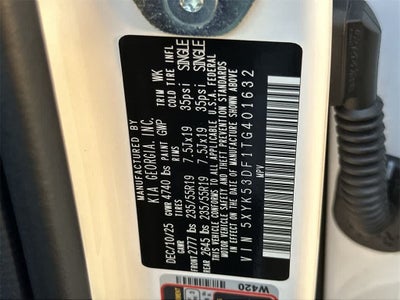 MANUFACTURED BY
KIA GEORGIA, INC.
DEC/10/25 GVWR 4740 lbs PAINT GWP TRIM WK
GAWR TIRES RIMS COLD TIRE INFL
FRONT 2777 lbs 235/55R19 7.5Jx19 35psi SINGLE
REAR 2645 lbs 235/55R19 7.5Jx19 35psi SINGLE
THIS VEHICLE CONFORMS TO ALL APPLICABLE U.S.A. FEDERAL
MOTOR VEHICLE SAFETY AND THEFT PREVENTION STANDARDS
IN EFFECT ON THE DATE OF MANUFACTURE SHOWN ABOVE.
VIN 5XYK53DF1TG401632
MPV
W420